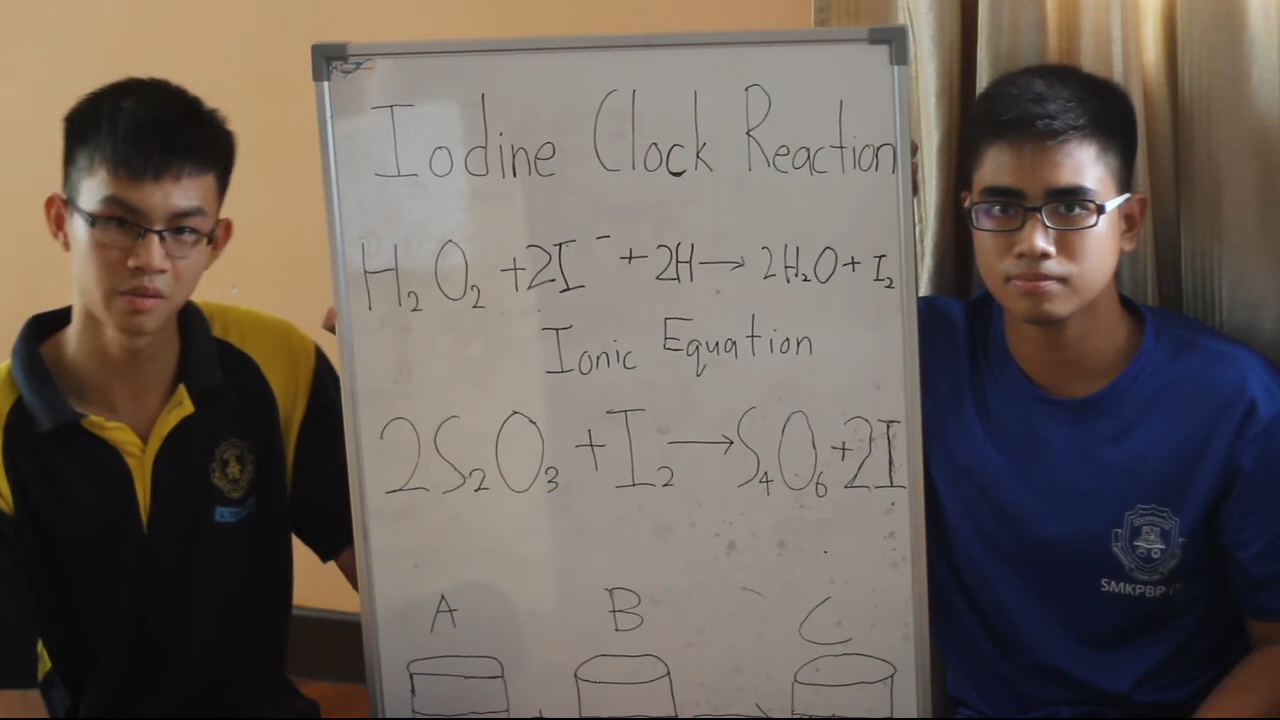 Iodine Clock Reaction
H₂O₂ + 2I⁻ + 2H → 2H₂O + I₂
Ionic Equation
2S₂O₃ + I₂ → S₄O₆ + 2I
A B C
SMKPBP